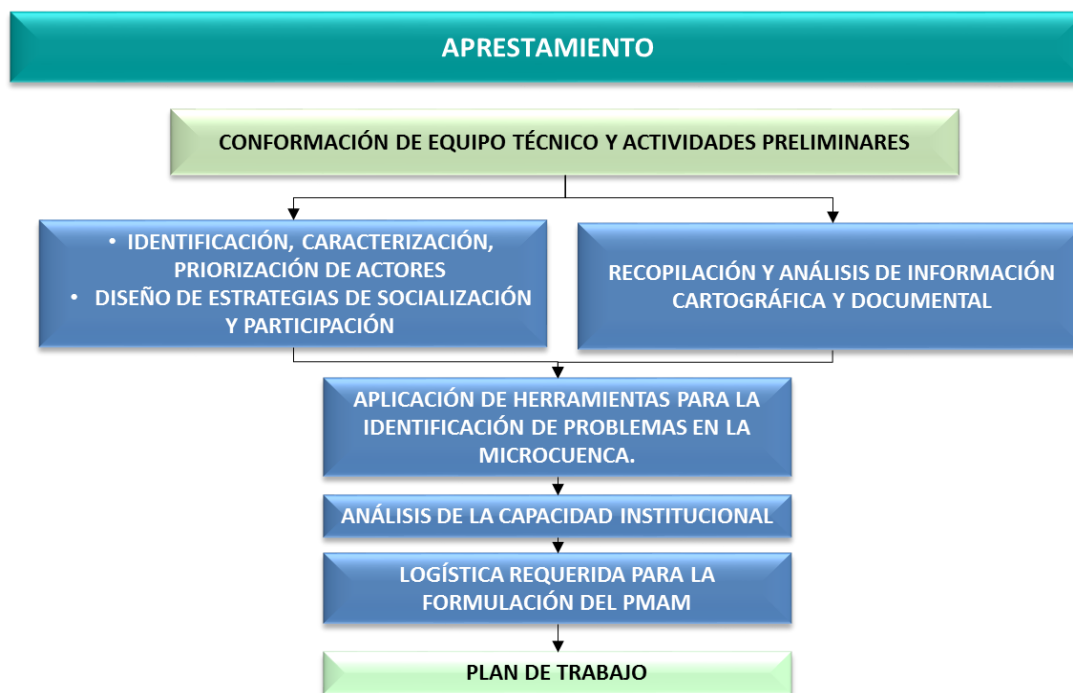 APRESTAMIENTO
CONFORMACIÓN DE EQUIPO TÉCNICO Y ACTIVIDADES PRELIMINARES
• IDENTIFICACIÓN, CARACTERIZACIÓN,
PRIORIZACIÓN DE ACTORES
• DISEÑO DE ESTRATEGIAS DE SOCIALIZACIÓN
Y PARTICIPACIÓN
RECOPILACIÓN Y ANÁLISIS DE INFORMACIÓN
CARTOGRÁFICA Y DOCUMENTAL
APLICACIÓN DE HERRAMIENTAS PARA LA
IDENTIFICACIÓN DE PROBLEMAS EN LA
MICROCUENCA.
ANÁLISIS DE LA CAPACIDAD INSTITUCIONAL
LOGÍSTICA REQUERIDA PARA LA
FORMULACIÓN DEL PMAM
PLAN DE TRABAJO